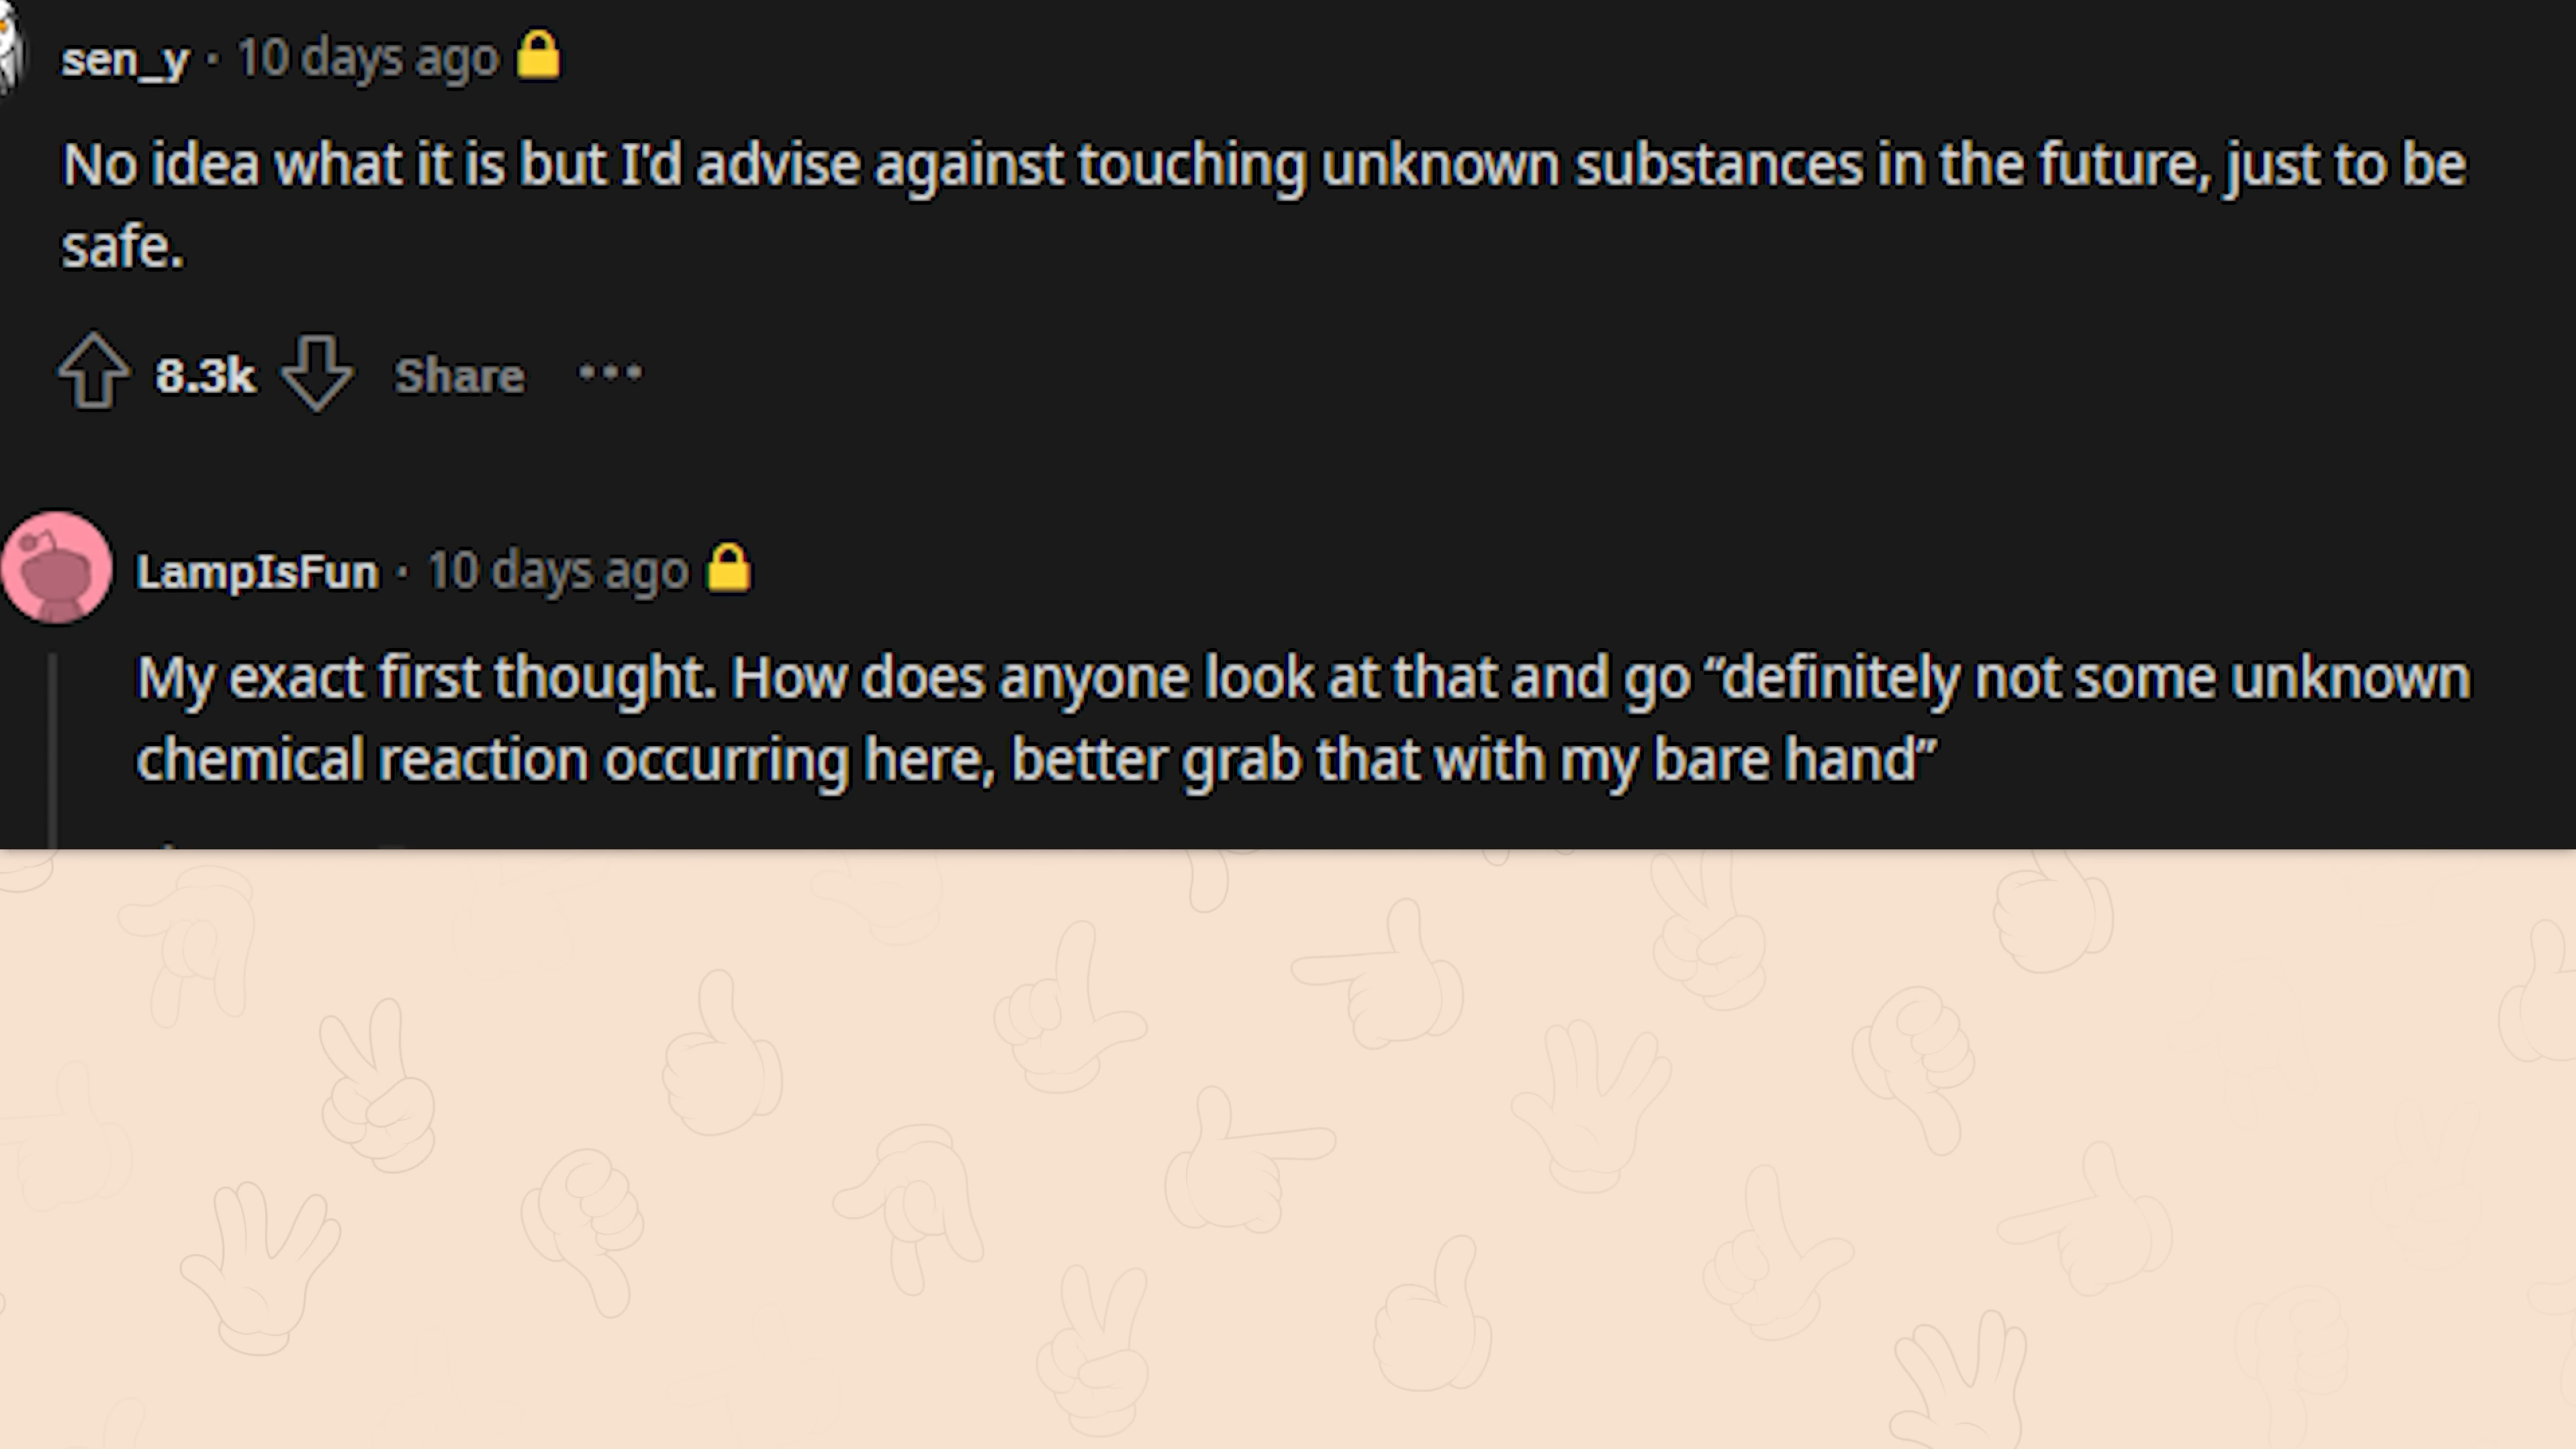 sen_y · 10 days ago
No idea what it is but I'd advise against touching unknown substances in the future, just to be
safe.
8.3k Share ...
LampIsFun · 10 days ago
My exact first thought. How does anyone look at that and go “definitely not some unknown
chemical reaction occurring here, better grab that with my bare hand”